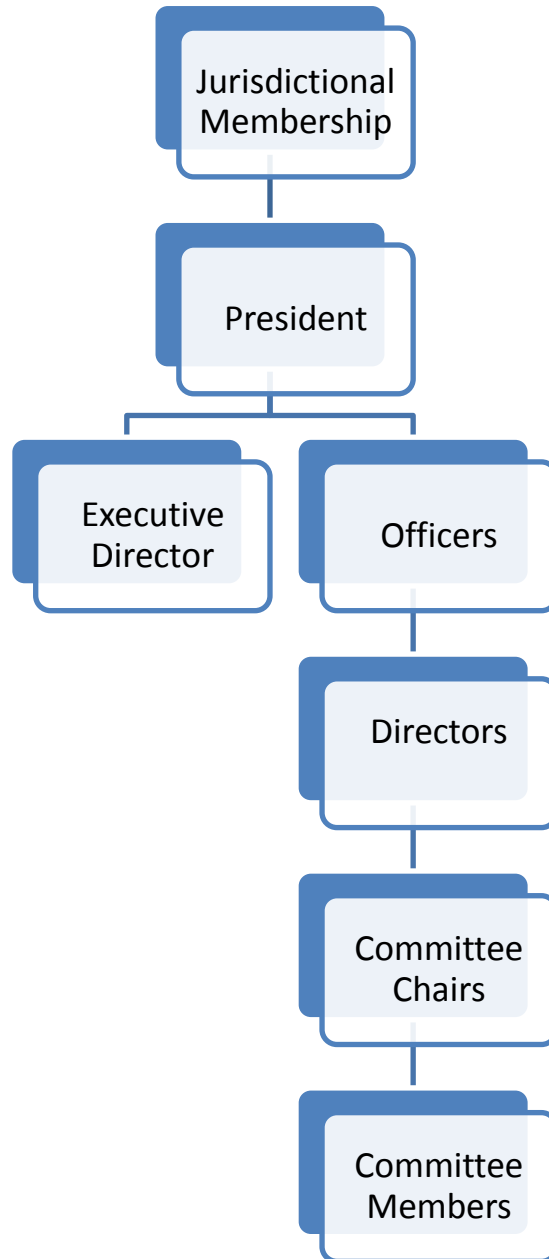 Jurisdictional
Membership
President
Executive
Director
Officers
Directors
Committee
Chairs
Committee
Members